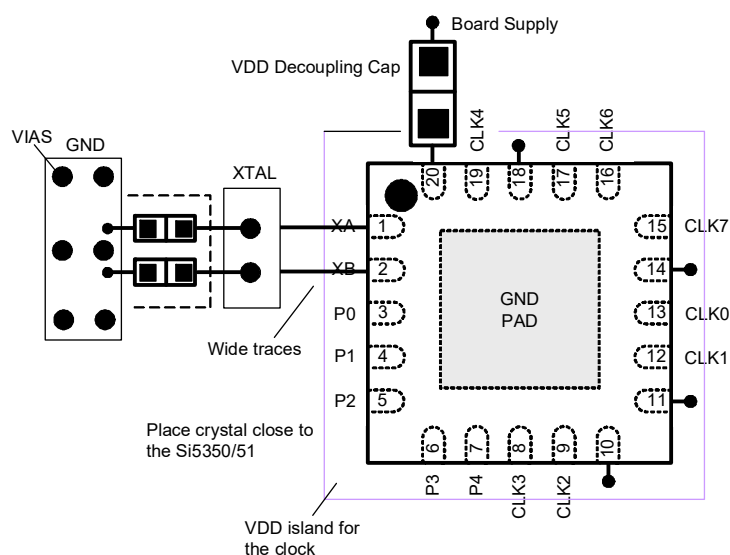 Board Supply
VDD Decoupling Cap
CLK4
CLK5
CLK6
VIAS
GND
XTAL
20
19
18
17
16
XA
1
15
CLK7
XB
2
14
GND
PAD
P0
3
13
CLK0
Wide traces
P1
4
12
CLK1
P2
5
11
Place crystal close to
the Si5350/51
6
7
8
9
10
P3
P4
CLK3
CLK2
VDD island for
the clock